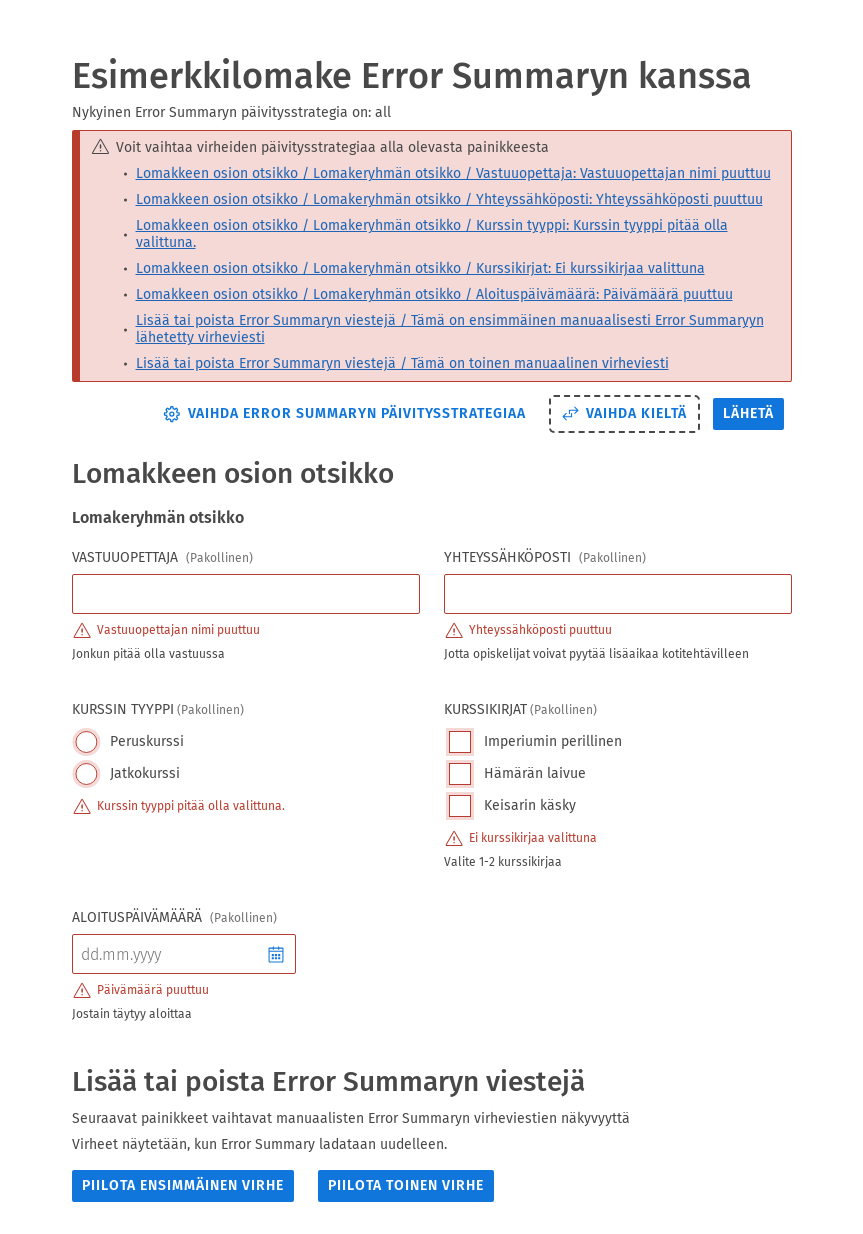 Esimerkkilomake Error Summaryn kanssa
Nykyinen Error Summaryn päivitysstrategia on: all
Voit vaihtaa virheiden päivitysstrategiaa alla olevasta painikkeesta
Lomakkeen osion otsikko / Lomakeryhmän otsikko / Vastuuopettaja: Vastuuopettajan nimi puuttuu
Lomakkeen osion otsikko / Lomakeryhmän otsikko / Yhteyssähköposti: Yhteyssähköposti puuttuu
Lomakkeen osion otsikko / Lomakeryhmän otsikko / Kurssin tyyppi: Kurssin tyyppi pitää olla
valittuna.
Lomakkeen osion otsikko / Lomakeryhmän otsikko / Kurssikirjat: Ei kurssikirjaa valittuna
Lomakkeen osion otsikko / Lomakeryhmän otsikko / Aloituspäivämäärä: Päivämäärä puuttuu
Lisää tai poista Error Summaryn viestejä / Tämä on ensimmäinen manuaalisesti Error Summaryyn
lähetetty virheviesti
Lisää tai poista Error Summaryn viestejä / Tämä on toinen manuaalinen virheviesti
VAIHDA ERROR SUMMARYN PÄIVITYSSTRATEGIAA VAIHDA KIELTÄ LÄHETÄ
Lomakkeen osion otsikko
Lomakeryhmän otsikko
VASTUUOPETTAJA (Pakollinen)
Vastuuopettajan nimi puuttuu
Jonkun pitää olla vastuussa
YHTEYSSÄHKÖPOSTI (Pakollinen)
Yhteyssähköposti puuttuu
Jotta opiskelijat voivat pyytää lisäaikaa kotitehtävilleen
KURSSIN TYYPPI (Pakollinen)
Peruskurssi
Jatkokurssi
Kurssin tyyppi pitää olla valittuna.
KURSSIKIRJAT (Pakollinen)
Imperiumin perillinen
Hämärän laivue
Keisarin käsky
Ei kurssikirjaa valittuna
Valite 1-2 kurssikirjaa
ALOITUSPÄIVÄMÄÄRÄ (Pakollinen)
dd.mm.yyyy
Päivämäärä puuttuu
Jostain täytyy aloittaa
Lisää tai poista Error Summaryn viestejä
Seuraavat painikkeet vaihtavat manuaalisten Error Summaryn virheviestien näkyvyyttä
Virheet näytetään, kun Error Summary ladataan uudelleen.
PIILOTA ENSIMMÄINEN VIRHE PIILOTA TOINEN VIRHE